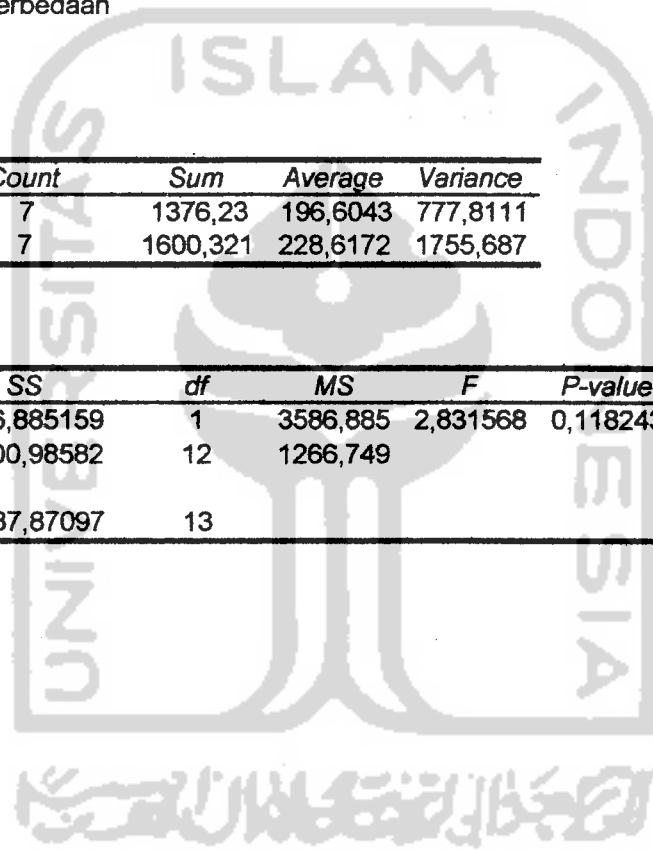 erbedaan
ISLAM
UNIVERSITAS
INDONESIA
Count Sum Average Variance
7 1376,23 196,6043 777,8111
7 1600,321 228,6172 1755,687
SS df MS F P-value
6,885159 1 3586,885 2,831568 0,118243
00,98582 12 1266,749
87,87097 13